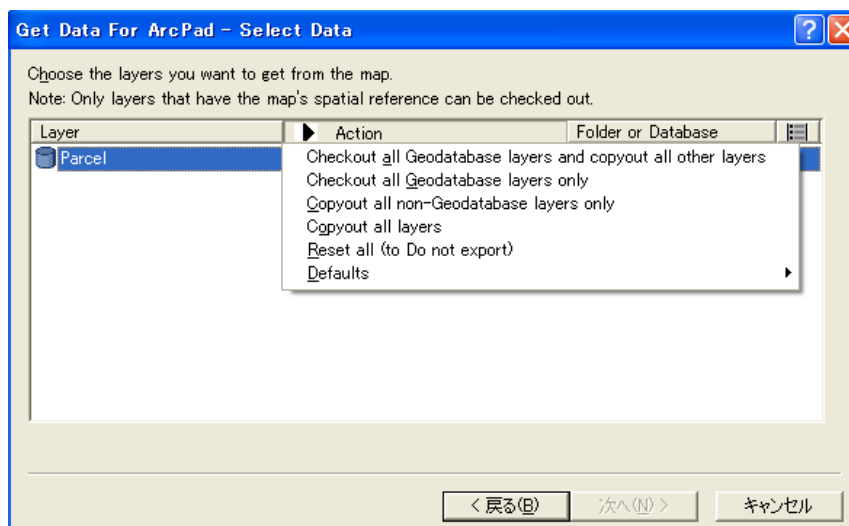 Get Data For ArcPad - Select Data
Choose the layers you want to get from the map.
Note: Only layers that have the map's spatial reference can be checked out.
Layer Action Folder or Database
Parcel
Checkout all Geodatabase layers and copyout all other layers
Checkout all Geodatabase layers only
Copyout all non-Geodatabase layers only
Copyout all layers
Reset all (to Do not export)
Defaults
< 戻る(B) 次へ(N) > キャンセル